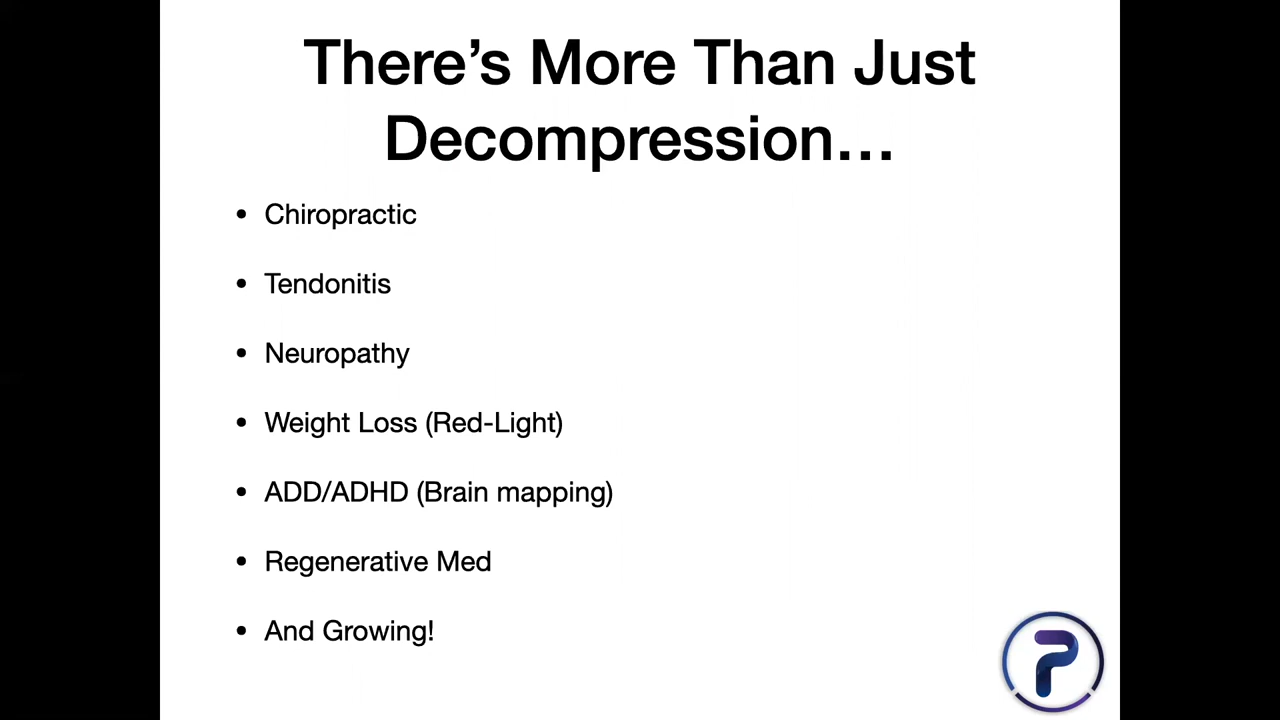 There’s More Than Just
Decompression…
• Chiropractic
• Tendonitis
• Neuropathy
• Weight Loss (Red-Light)
• ADD/ADHD (Brain mapping)
• Regenerative Med
• And Growing!
P